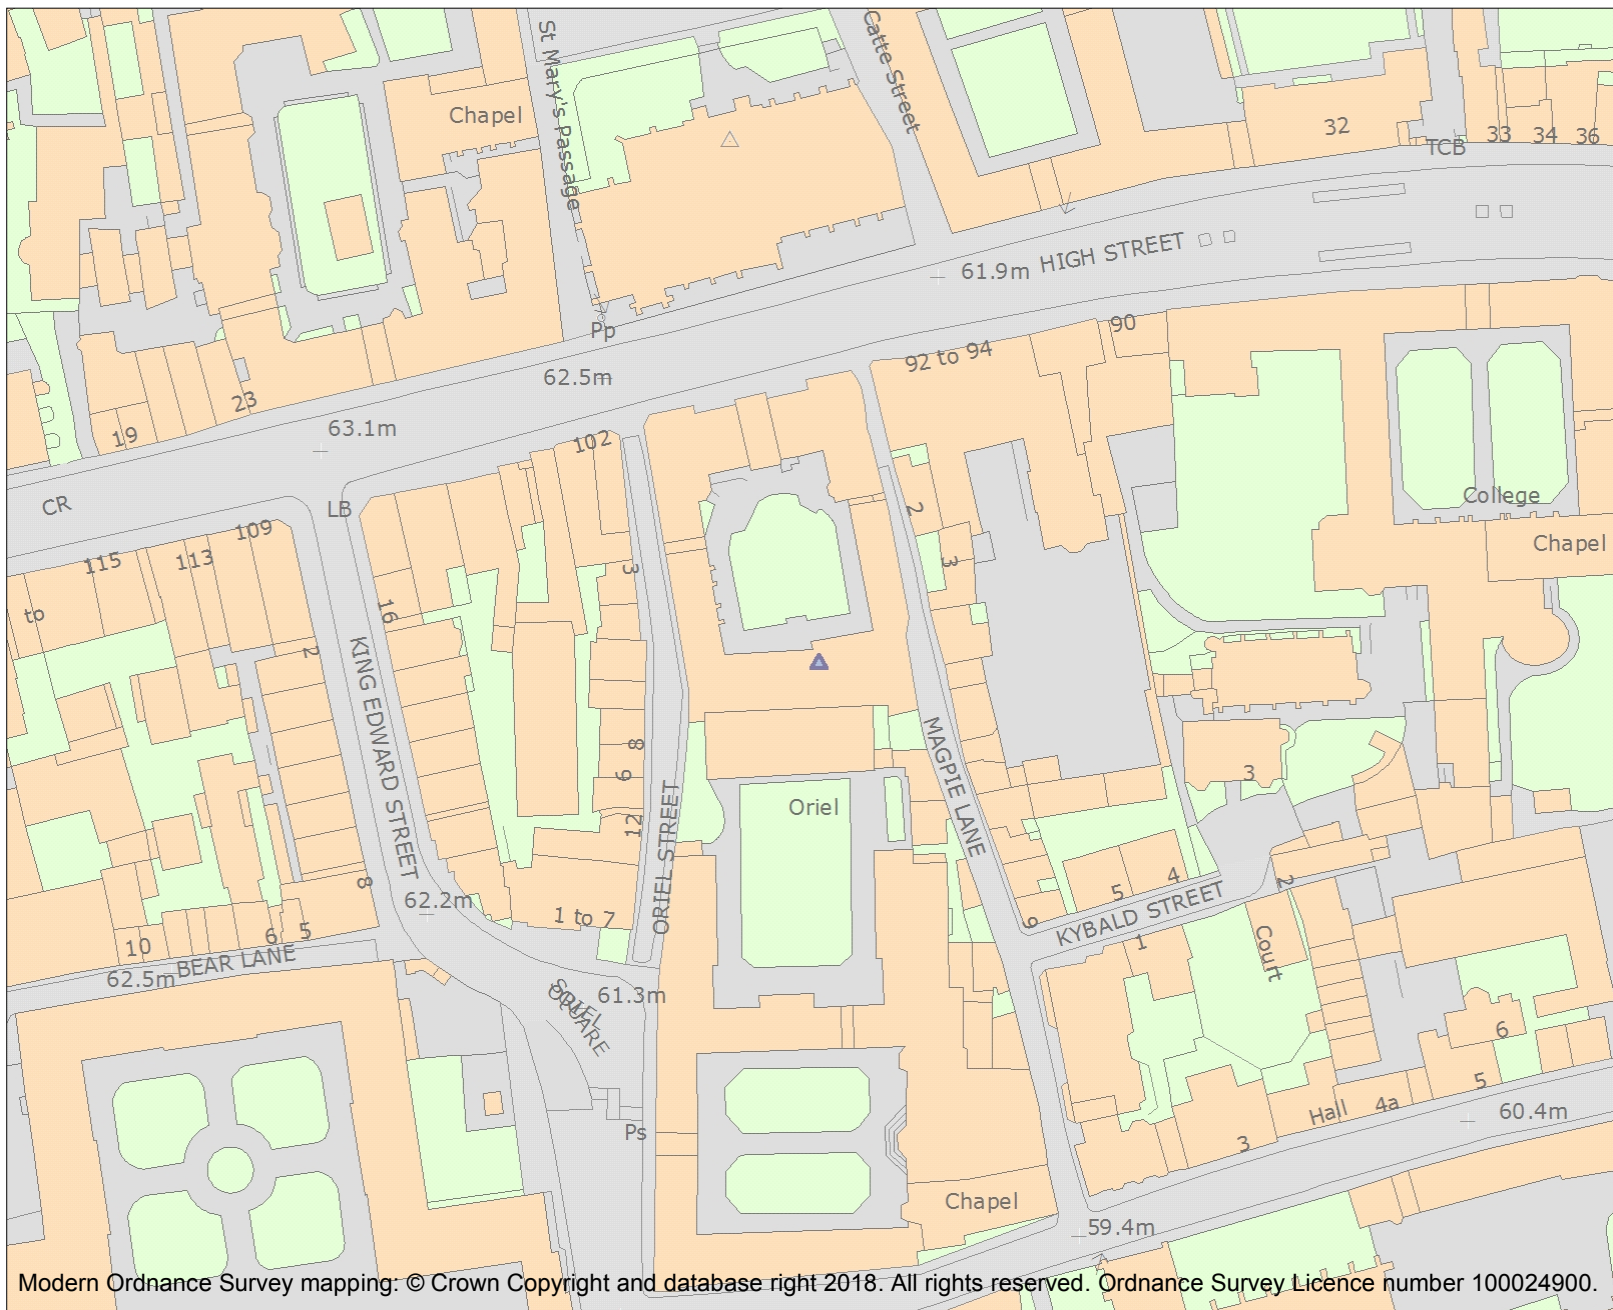 St Mary's Passage
Catte Street
Chapel
32
TCB
33
34
36
61.9m
HIGH STREET
Pp
62.5m
92 to 94
90
23
19
63.1m
102
CR
LB
College
Chapel
109
113
115
to
2
3
3
16
2
KING EDWARD STREET
MAGPIE LANE
8
9
12
ORIEL STREET
Oriel
3
8
62.2m
1 to 7
5
4
2
9
KYBALD STREET
1
Court
10
6
5
62.5m
BEAR LANE
61.3m
ORIEL
SQUARE
6
5
4a
Hall
3
60.4m
Ps
Chapel
59.4m
Modern Ordnance Survey mapping: © Crown Copyright and database right 2018. All rights reserved. Ordnance Survey Licence number 100024900.